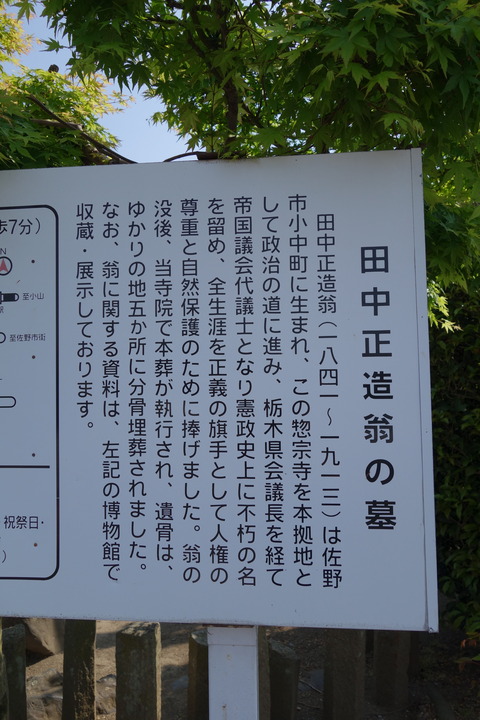 田中正造翁の墓
田中正造翁（一八四一～一九一三）は佐野
市小中町に生まれ、この惣宗寺を本拠地と
して政治の道に進み、栃木県会議長を経て
帝国議会代議士となり憲政史上に不朽の名
を留め、全生涯を正義の旗手として人権の
尊重と自然保護のために捧げました。翁の
没後、当寺院で本葬が執行され、遺骨は、
ゆかりの地五か所に分骨埋葬されました。
なお、翁に関する資料は、左記の博物館で
収蔵・展示しております。
歩7分）
N
至小山
駅
至佐野市街
祝祭日・
）